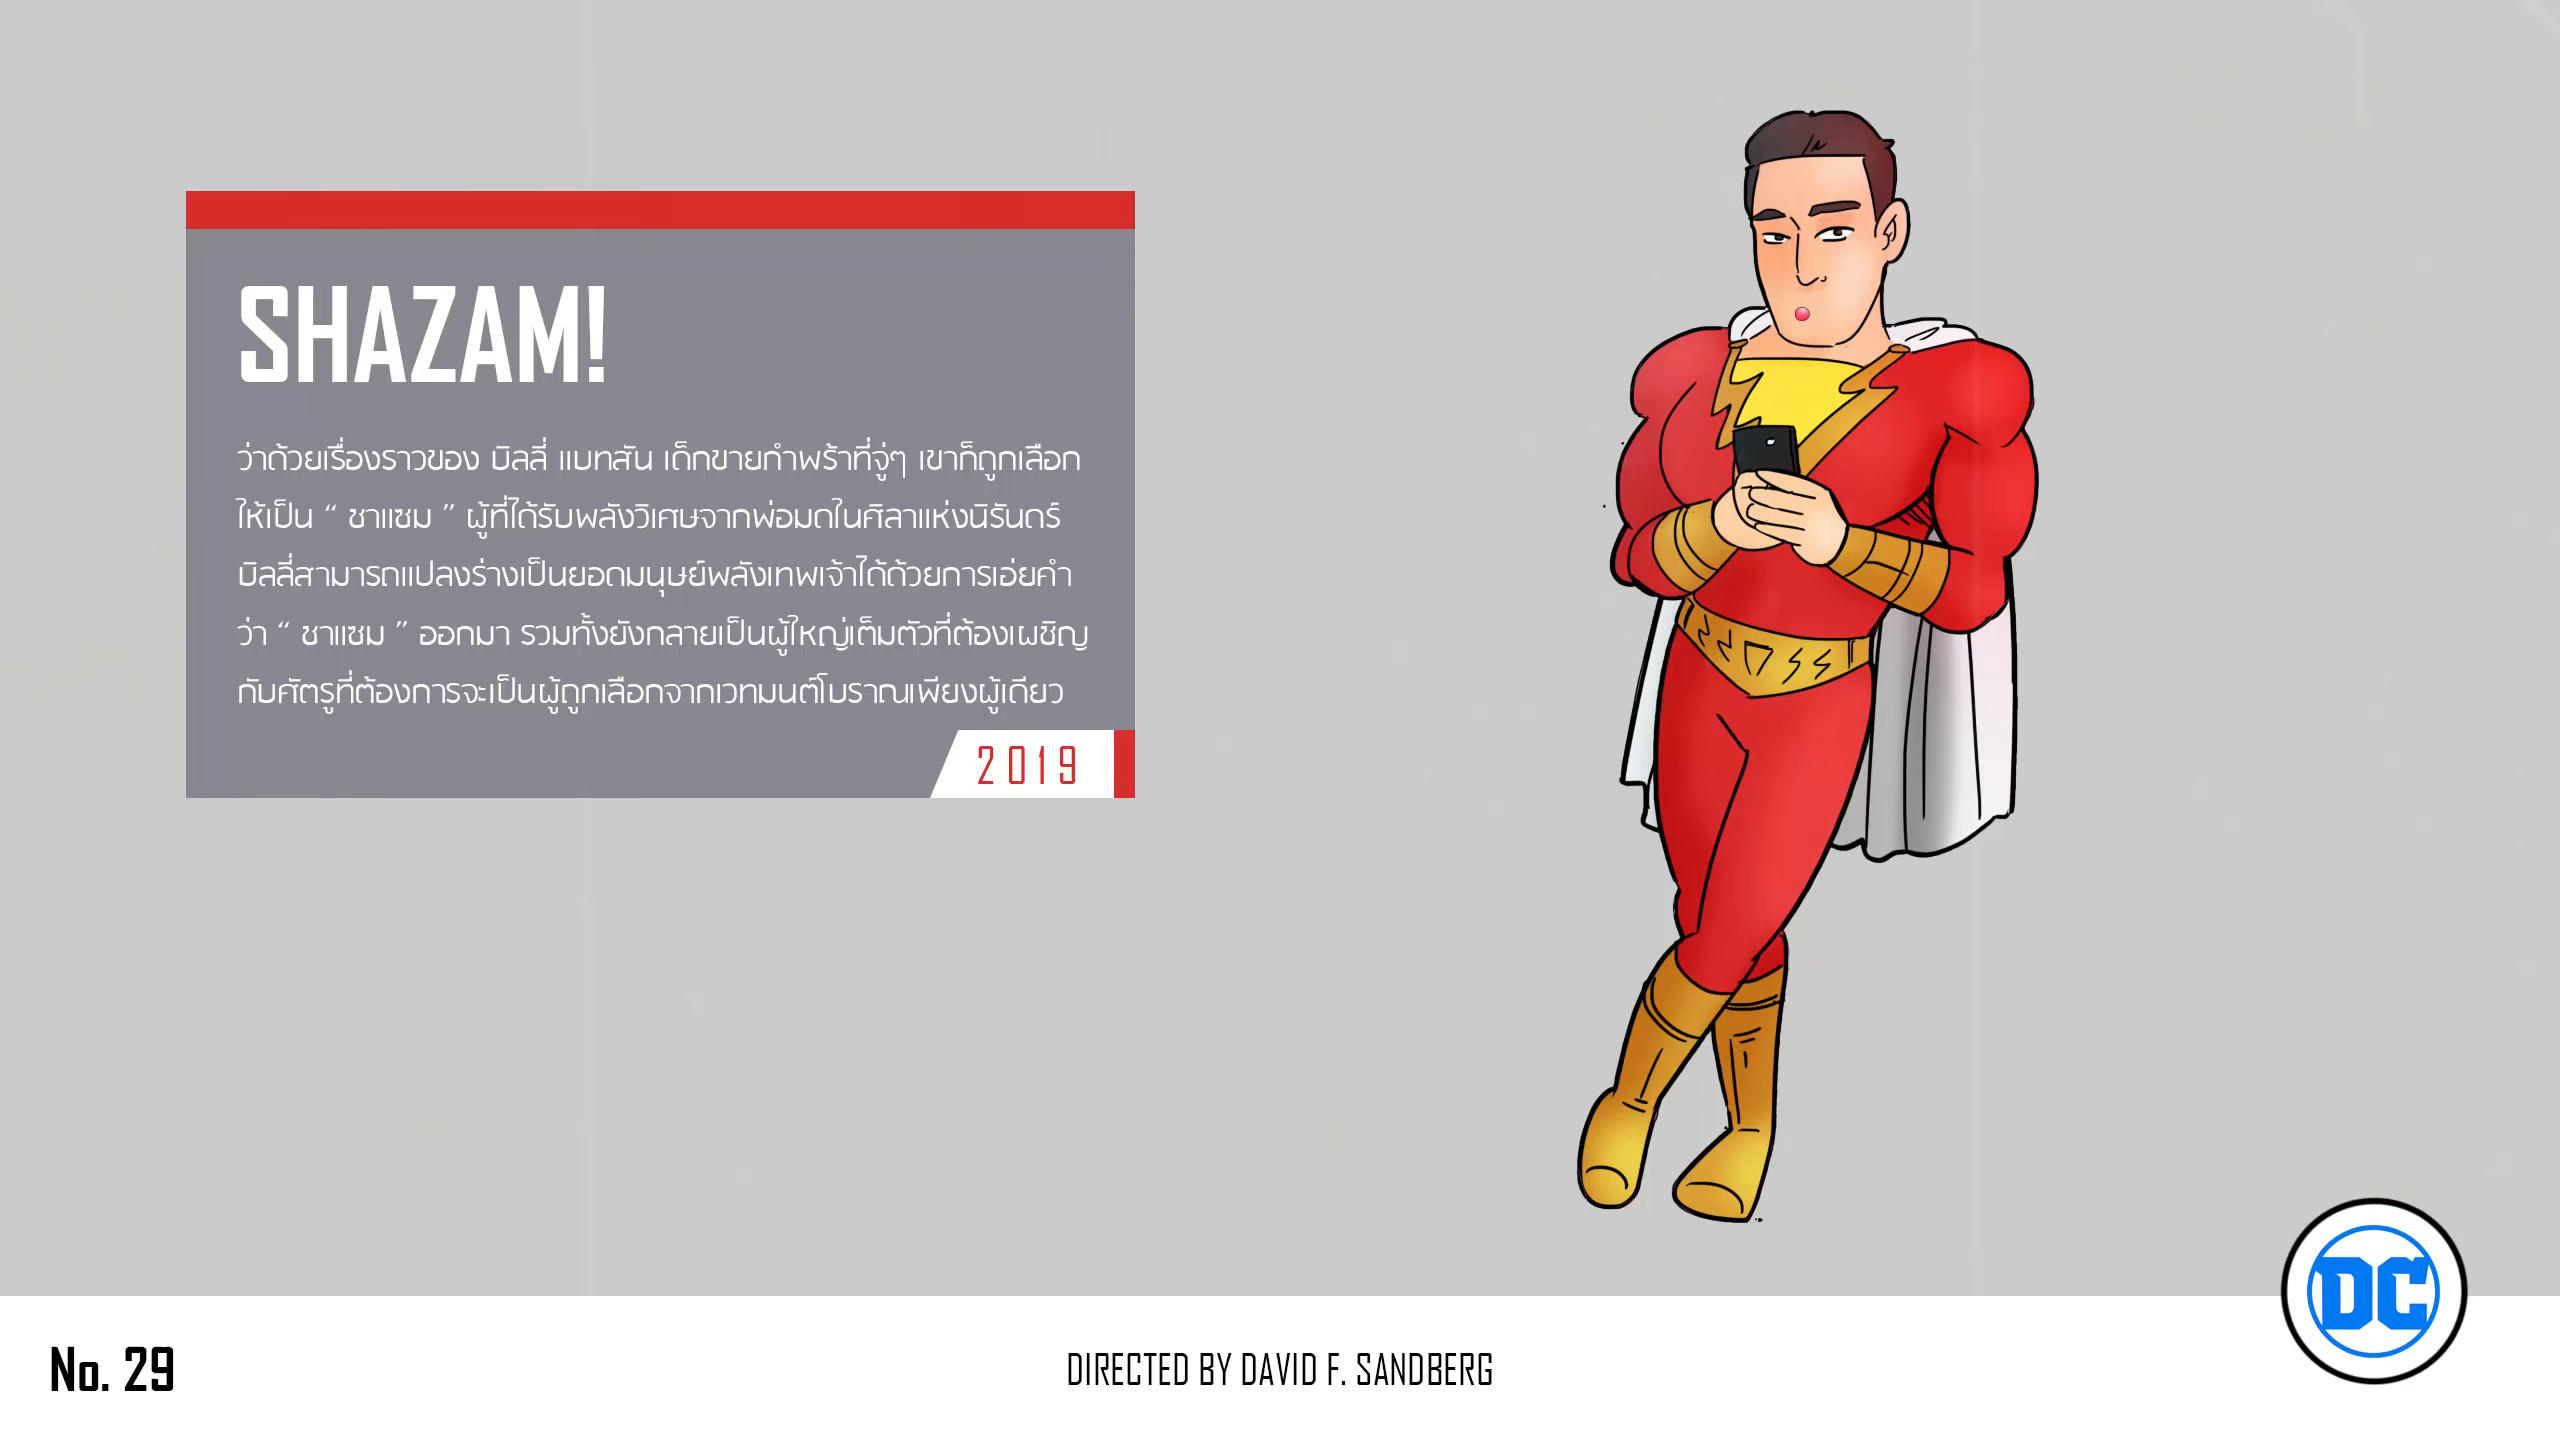 SHAZAM!
ว่าด้วยเรื่องราวของ บิลลี่ แบทสัน เด็กชายกำพร้าที่จู่ๆ เขาก็ถูกเลือก
ให้เป็น “ ชาแซม ” ผู้ที่ได้รับพลังวิเศษจากพ่อมดในศิลาแห่งนิรันดร์
บิลลี่สามารถแปลงร่างเป็นยอดมนุษย์พลังเทพเจ้าได้ด้วยการเอ่ยคำ
ว่า “ ชาแซม ” ออกมา รวมทั้งยังกลายเป็นผู้ใหญ่เต็มตัวที่ต้องเผชิญ
กับศัตรูที่ต้องการจะเป็นผู้ถูกเลือกจากเวทมนต์โบราณเพียงผู้เดียว
2019
No. 29
DIRECTED BY DAVID F. SANDBERG
DC